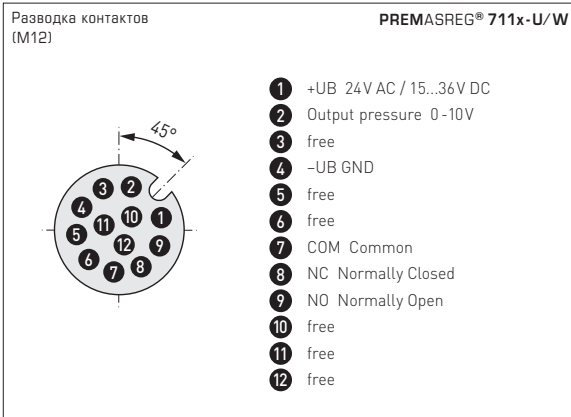 Разводка контактов
(M12)
PREMASREG® 711x-U/W
45°
3 2
4 11 10 1
5 12 9
6 7 8
1 +UB 24V AC / 15...36V DC
2 Output pressure 0-10V
3 free
4 –UB GND
5 free
6 free
7 COM Common
8 NC Normally Closed
9 NO Normally Open
10 free
11 free
12 free